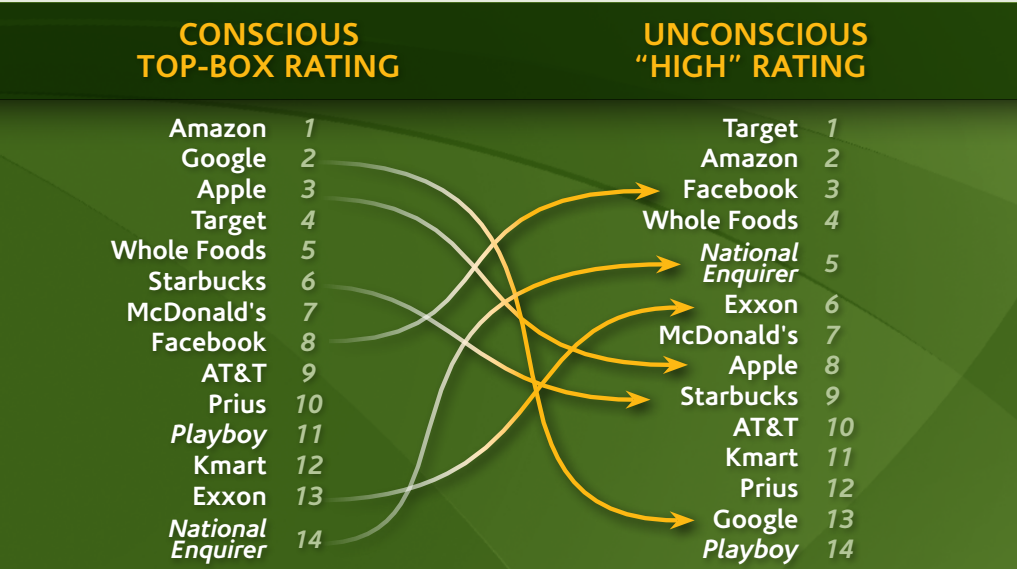 CONSCIOUS
TOP-BOX RATING
Amazon 1
Google 2
Apple 3
Target 4
Whole Foods 5
Starbucks 6
McDonald's 7
Facebook 8
AT&T 9
Prius 10
Playboy 11
Kmart 12
Exxon 13
National
Enquirer 14
UNCONSCIOUS
“HIGH” RATING
Target 1
Amazon 2
Facebook 3
Whole Foods 4
National
Enquirer 5
Exxon 6
McDonald's 7
Apple 8
Starbucks 9
AT&T 10
Kmart 11
Prius 12
Google 13
Playboy 14